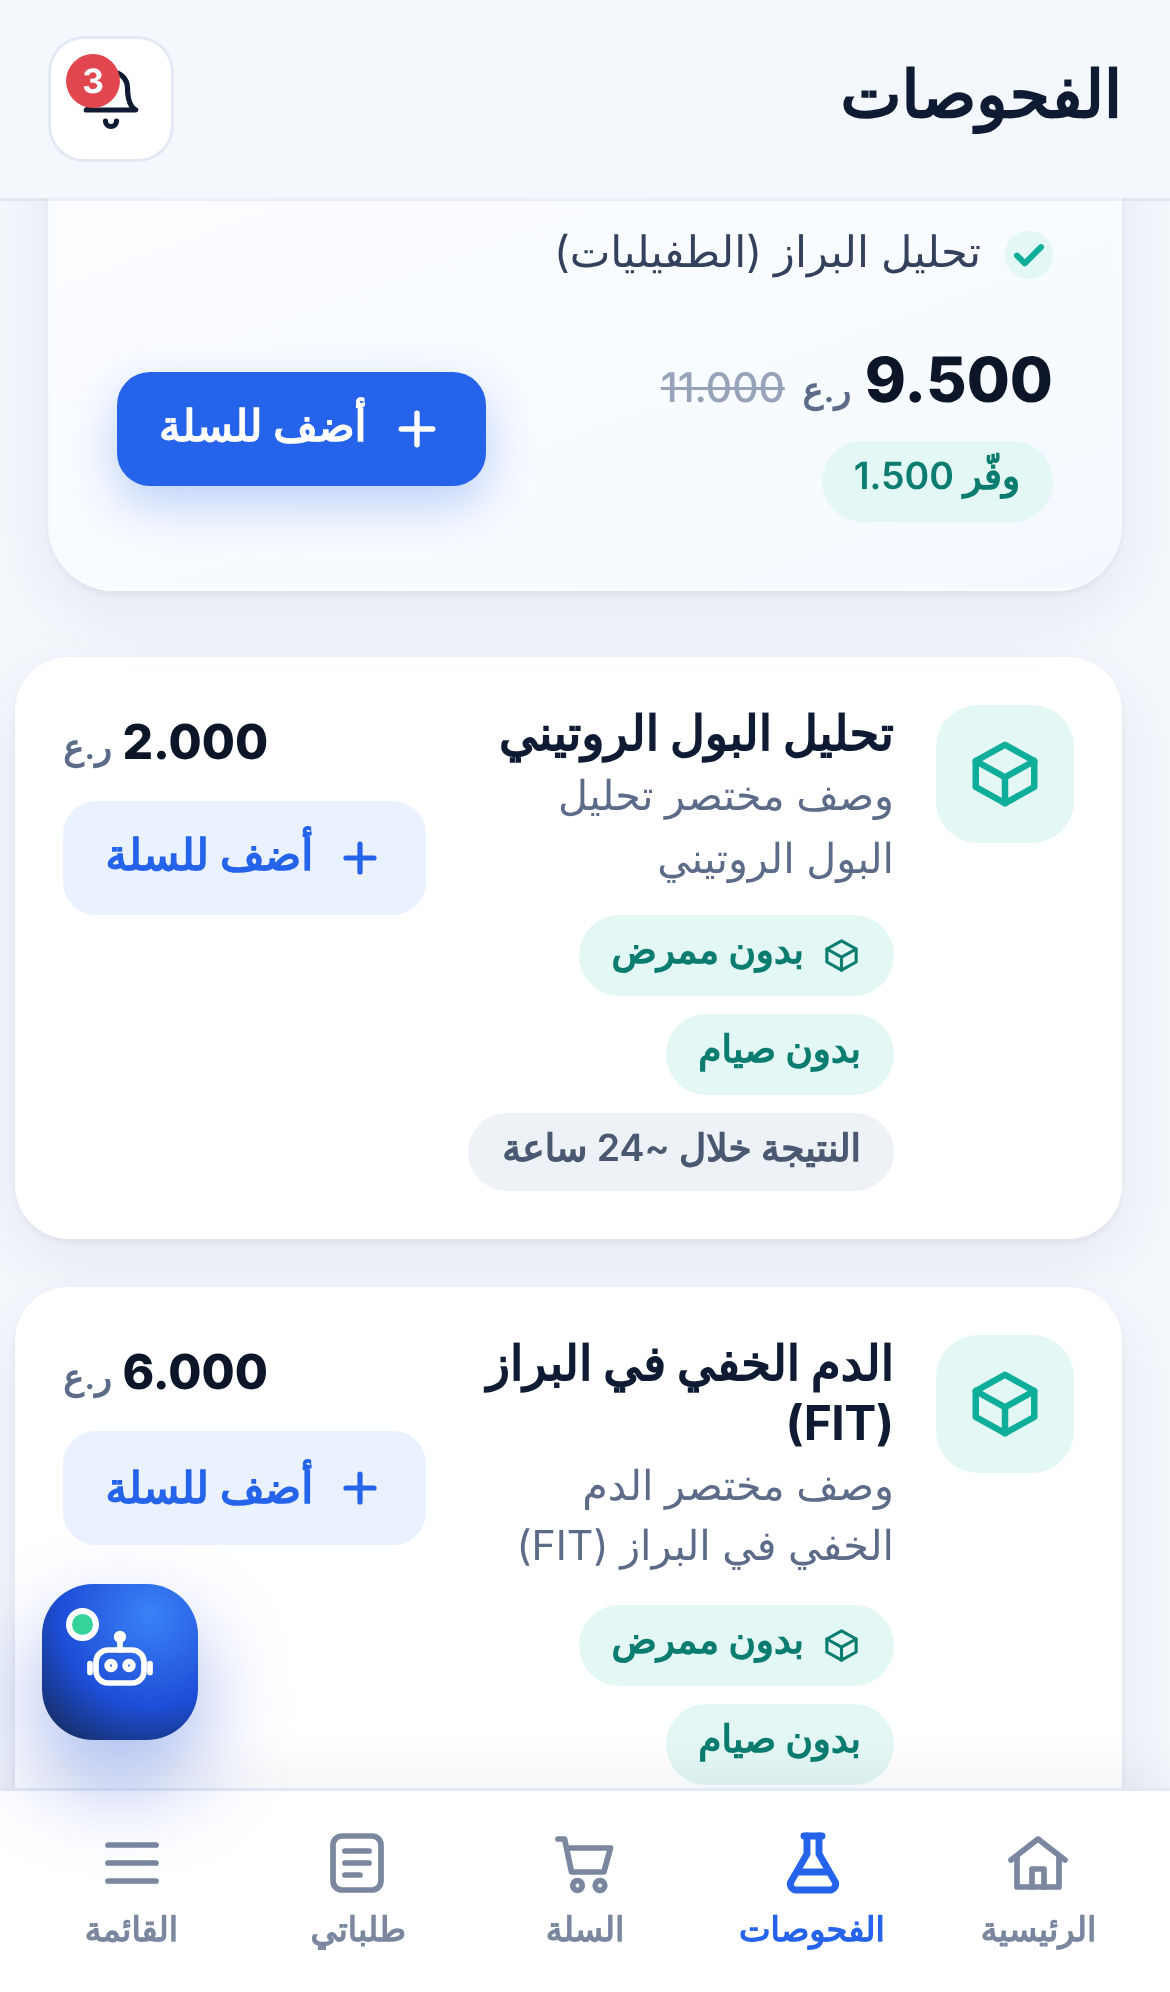 الفحوصات
3
تحليل البراز (الطفيليات)
9.500 ر.ع 11.000
وفّر 1.500
أضف للسلة
تحليل البول الروتيني
وصف مختصر تحليل
البول الروتيني
2.000 ر.ع
أضف للسلة
بدون ممرض
بدون صيام
النتيجة خلال ~24 ساعة
الدم الخفي في البراز
(FIT)
وصف مختصر الدم
الخفي في البراز (FIT)
6.000 ر.ع
أضف للسلة
بدون ممرض
بدون صيام
الرئيسية
الفحوصات
السلة
طلباتي
القائمة